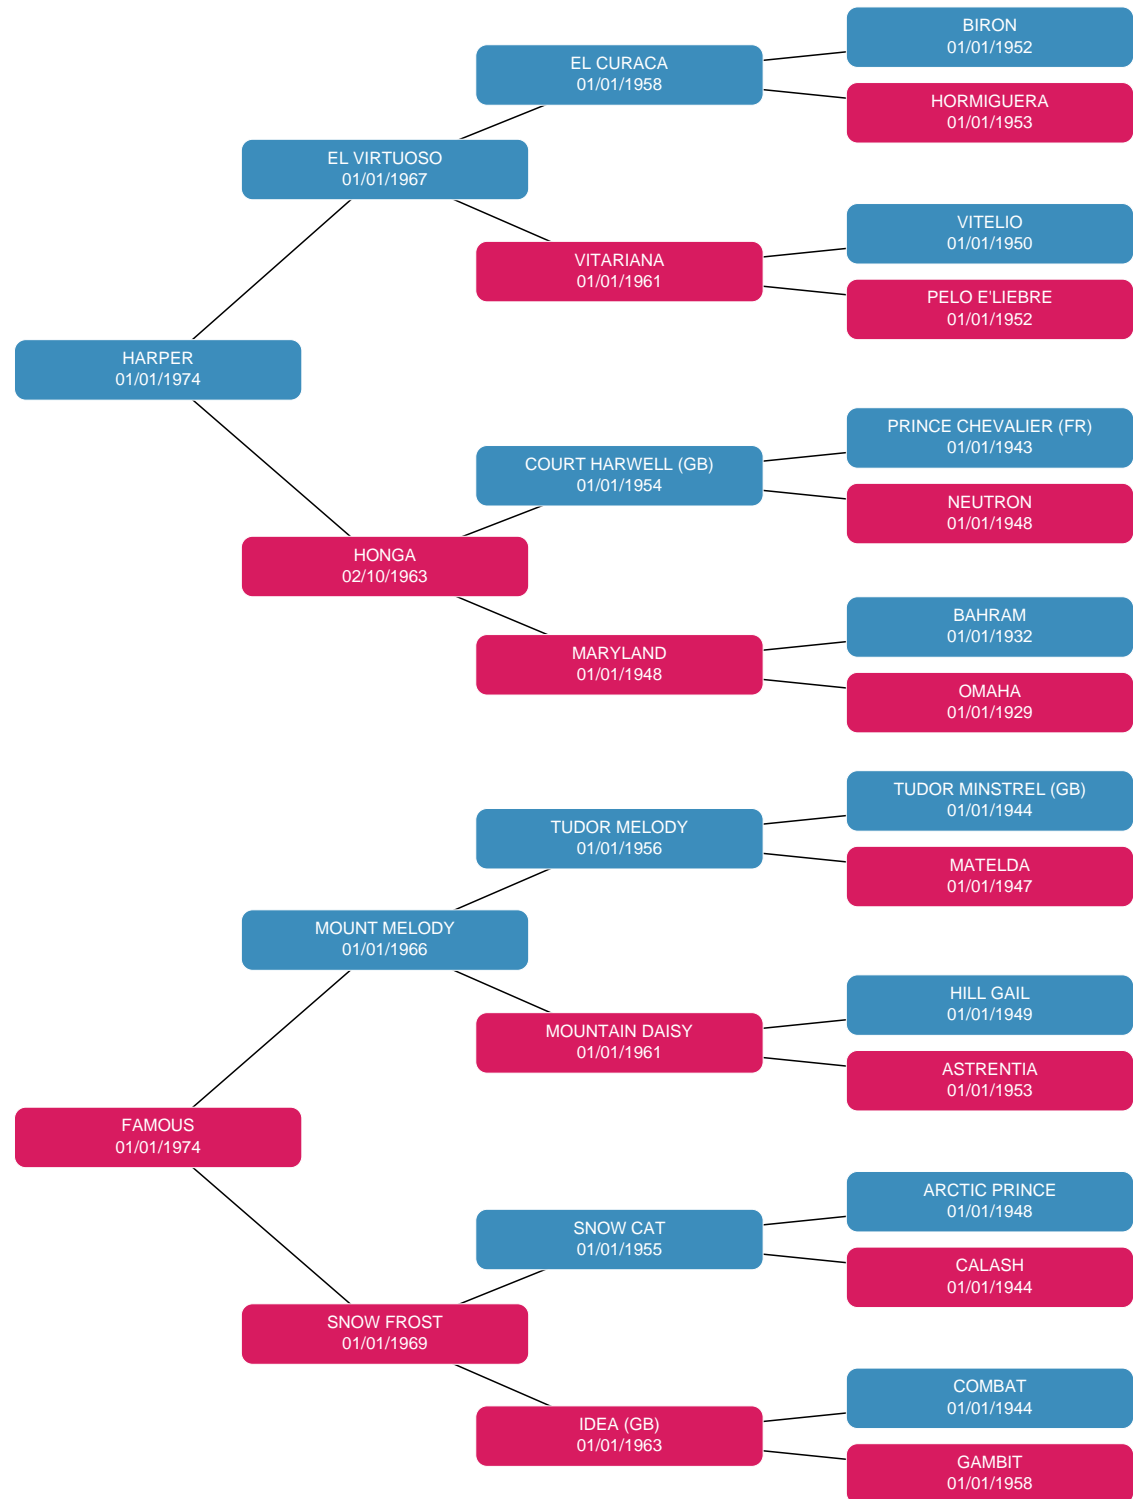 BIRON
01/01/1952
EL CURACA
01/01/1958
HORMIGUERA
01/01/1953
EL VIRTUOSO
01/01/1967
VITELIO
01/01/1950
VITARIANA
01/01/1961
PELO E'LIEBRE
01/01/1952
HARPER
01/01/1974
PRINCE CHEVALIER (FR)
01/01/1943
COURT HARWELL (GB)
01/01/1954
NEUTRON
01/01/1948
HONGA
02/10/1963
BAHRAM
01/01/1932
MARYLAND
01/01/1948
OMAHA
01/01/1929
TUDOR MINSTREL (GB)
01/01/1944
TUDOR MELODY
01/01/1956
MATELDA
01/01/1947
MOUNT MELODY
01/01/1966
HILL GAIL
01/01/1949
MOUNTAIN DAISY
01/01/1961
ASTRENTIA
01/01/1953
FAMOUS
01/01/1974
ARCTIC PRINCE
01/01/1948
SNOW CAT
01/01/1955
CALASH
01/01/1944
SNOW FROST
01/01/1969
COMBAT
01/01/1944
IDEA (GB)
01/01/1963
GAMBIT
01/01/1958